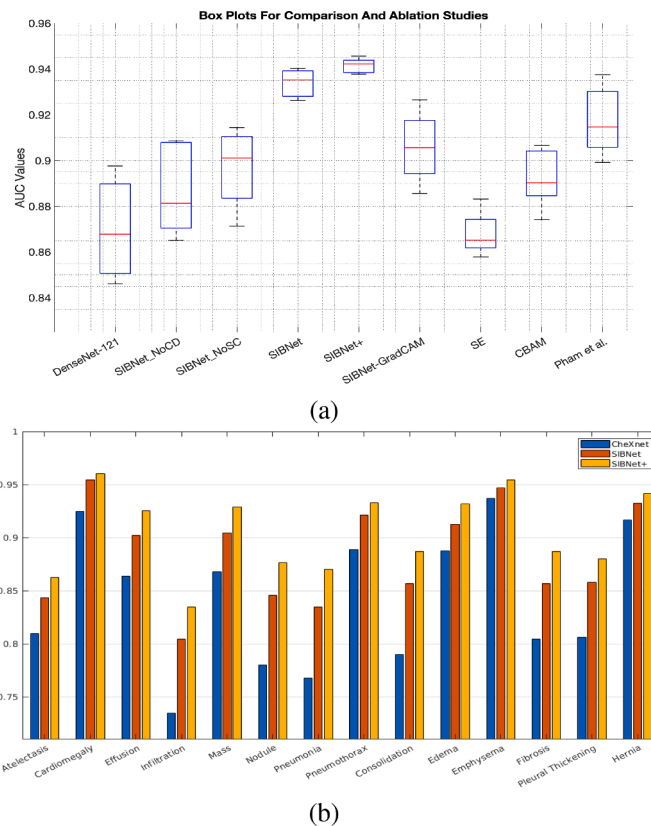 Box Plots For Comparison And Ablation Studies
0.96
0.94
0.92
0.9
0.88
0.86
0.84
AUC Values
DenseNet-121
SIBNet_NoCD
SIBNet_NoSC
SIBNet
SIBNet+
SIBNet-GradCAM
SE
CBAM
Pham et al.
(a)
1
0.95
0.9
0.85
0.8
0.75
CheXnet
SIBNet
SIBNet+
Atelectasis
Cardiomegaly
Effusion
Infiltration
Mass
Nodule
Pneumonia
Pneumothorax
Consolidation
Edema
Emphysema
Fibrosis
Pleural Thickening
Hernia
(b)